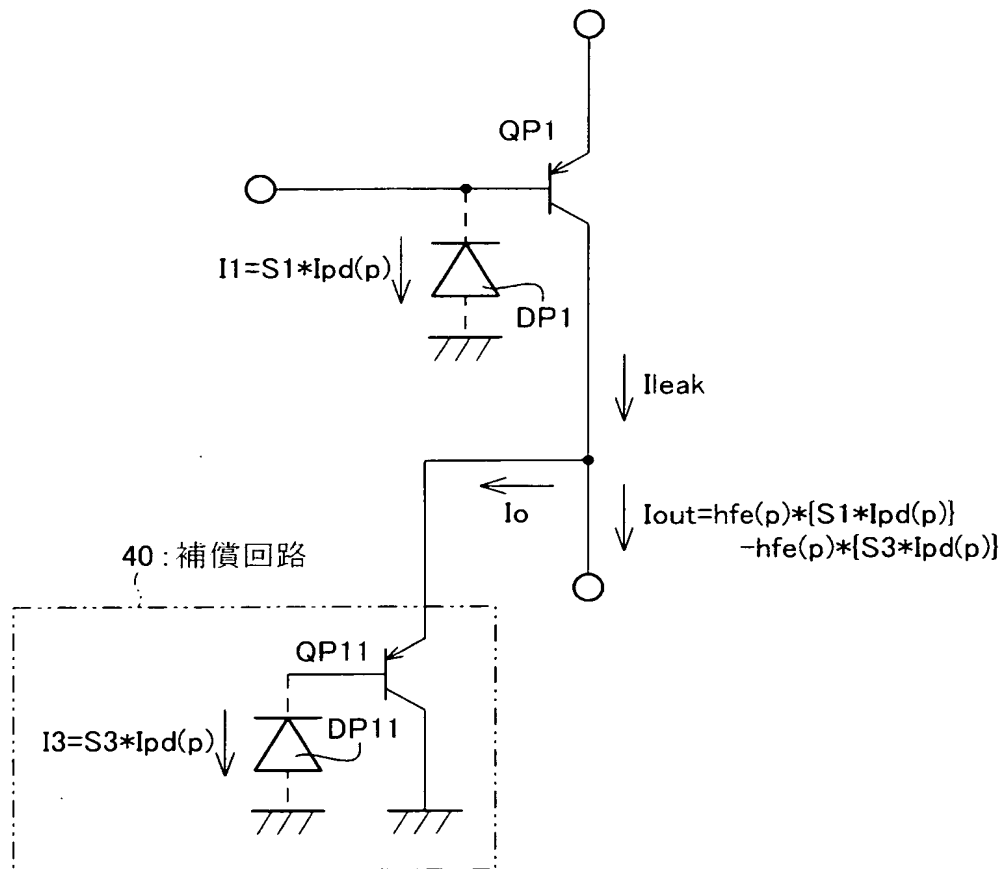 QP1
I1=S1*Ipd(p)
DP1
Ileak
Io
Iout=hfe(p)*{S1*Ipd(p)}
-hfe(p)*{S3*Ipd(p)}
40:補償回路
QP11
I3=S3*Ipd(p)
DP11